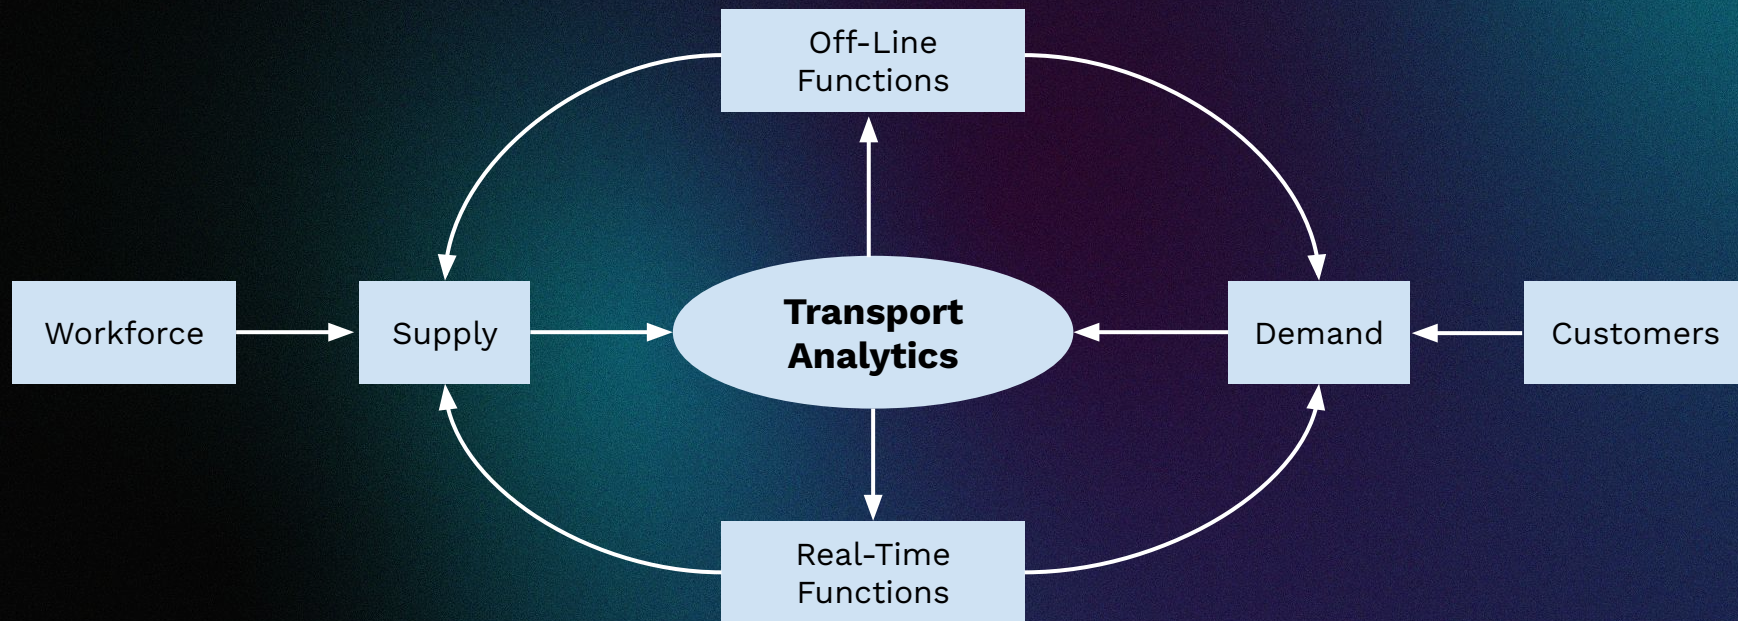 Off-Line
Functions
Workforce
Supply
Transport
Analytics
Demand
Customers
Real-Time
Functions